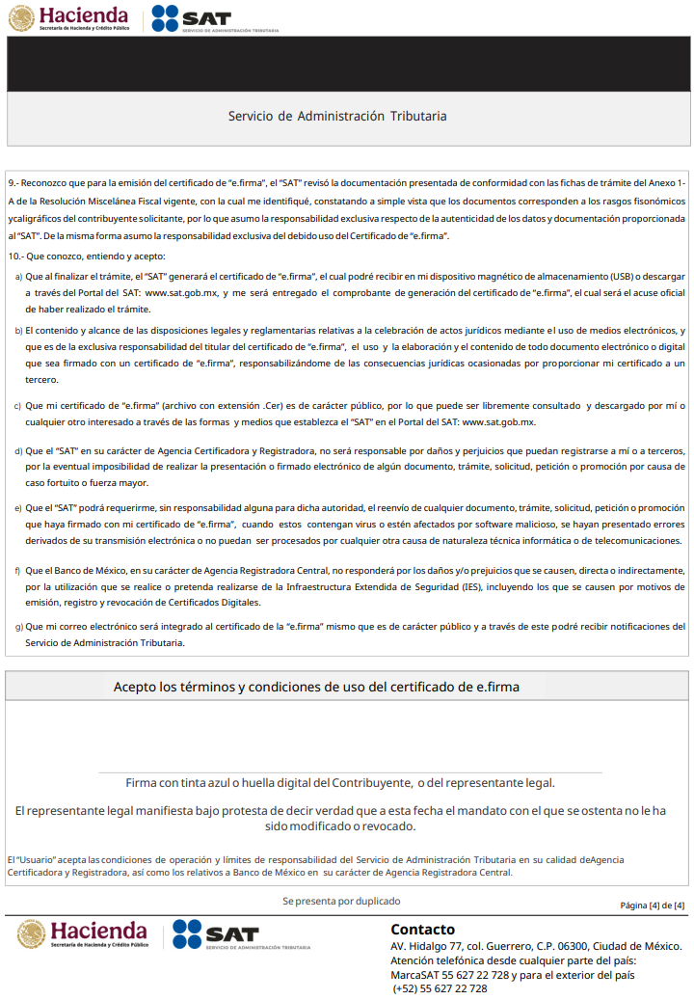 Hacienda
Secretaría de Hacienda y Crédito Público
SAT
SERVICIO DE ADMINISTRACIÓN TRIBUTARIA
Servicio de Administración Tributaria
9.- Reconozco que para la emisión del certificado de “e.firma”, el “SAT” revisó la documentación presentada de conformidad con las fichas de trámite del Anexo 1-
A de la Resolución Miscelánea Fiscal vigente, con la cual me identifiqué, constatando a simple vista que los documentos corresponden a los rasgos fisonómicos
ycaligráficos del contribuyente solicitante, por lo que asumo la responsabilidad exclusiva respecto de la autenticidad de los datos y documentación proporcionada
al “SAT”. De la misma forma asumo la responsabilidad exclusiva del debido uso del Certificado de “e.firma”.
10.- Que conozco, entiendo y acepto:
a) Que al finalizar el trámite, el “SAT” generará el certificado de “e.firma”, el cual podré recibir en mi dispositivo magnético de almacenamiento (USB) o descargar
a través del Portal del SAT: www.sat.gob.mx, y me será entregado el comprobante de generación del certificado de “e.firma”, el cual será el acuse oficial
de haber realizado el trámite.
b) El contenido y alcance de las disposiciones legales y reglamentarias relativas a la celebración de actos jurídicos mediante el uso de medios electrónicos, y
que es de la exclusiva responsabilidad del titular del certificado de “e.firma”, el uso y la elaboración y el contenido de todo documento electrónico o digital
que sea firmado con un certificado de “e.firma”, responsabilizándome de las consecuencias jurídicas ocasionadas por proporcionar mi certificado a un
tercero.
c) Que mi certificado de “e.firma” (archivo con extensión .Cer) es de carácter público, por lo que puede ser libremente consultado y descargado por mí o
cualquier otro interesado a través de las formas y medios que establezca el “SAT” en el Portal del SAT: www.sat.gob.mx.
d) Que el “SAT” en su carácter de Agencia Certificadora y Registradora, no será responsable por daños y perjuicios que puedan registrarse a mí o a terceros,
por la eventual imposibilidad de realizar la presentación o firmado electrónico de algún documento, trámite, solicitud, petición o promoción por causa de
caso fortuito o fuerza mayor.
e) Que el “SAT” podrá requerirme, sin responsabilidad alguna para dicha autoridad, el reenvío de cualquier documento, trámite, solicitud, petición o promoción
que haya firmado con mi certificado de “e.firma”, cuando estos contengan virus o estén afectados por software malicioso, se hayan presentado errores
derivados de su transmisión electrónica o no puedan ser procesados por cualquier otra causa de naturaleza técnica informática o de telecomunicaciones.
f) Que el Banco de México, en su carácter de Agencia Registradora Central, no responderá por los daños y/o prejuicios que se causen, directa o indirectamente,
por la utilización que se realice o pretenda realizarse de la Infraestructura Extendida de Seguridad (IES), incluyendo los que se causen por motivos de
emisión, registro y revocación de Certificados Digitales.
g) Que mi correo electrónico será integrado al certificado de la “e.firma” mismo que es de carácter público y a través de este podré recibir notificaciones del
Servicio de Administración Tributaria.
Acepto los términos y condiciones de uso del certificado de e.firma
Firma con tinta azul o huella digital del Contribuyente, o del representante legal.
El representante legal manifiesta bajo protesta de decir verdad que a esta fecha el mandato con el que se ostenta no le ha
sido modificado o revocado.
El “Usuario” acepta las condiciones de operación y límites de responsabilidad del Servicio de Administración Tributaria en su calidad deAgencia
Certificadora y Registradora, así como los relativos a Banco de México en su carácter de Agencia Registradora Central.
Se presenta por duplicado
Página [4] de [4]
Hacienda
Secretaría de Hacienda y Crédito Público
SAT
SERVICIO DE ADMINISTRACIÓN TRIBUTARIA
Contacto
AV. Hidalgo 77, col. Guerrero, C.P. 06300, Ciudad de México.
Atención telefónica desde cualquier parte del país:
MarcaSAT 55 627 22 728 y para el exterior del país
(+52) 55 627 22 728